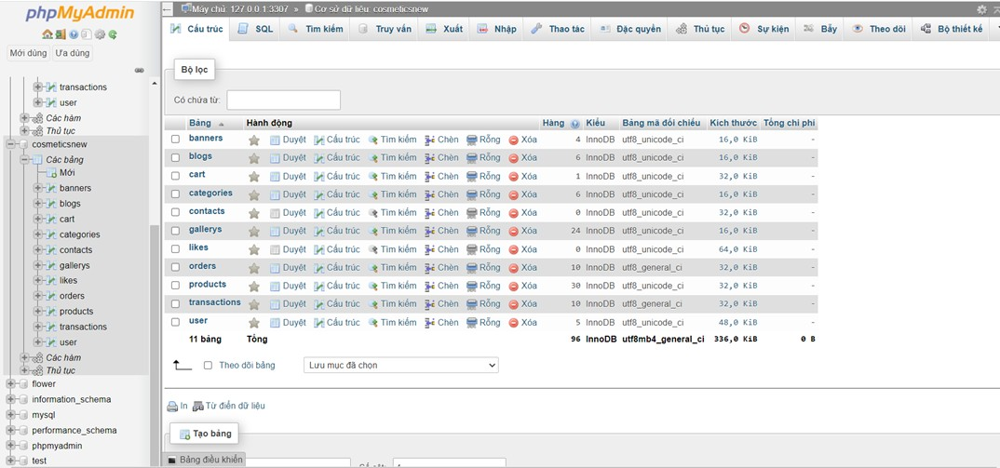 phpMyAdmin
Mới dùng Ưa dùng
transactions
user
Các hàm
Thủ tục
cosmeticsnew
Các bảng
Mới
banners
blogs
cart
categories
contacts
gallerys
likes
orders
products
transactions
user
Các hàm
Thủ tục
flower
information_schema
mysql
performance_schema
phpmyadmin
test
Máy chủ: 127.0.0.1:3307 » Cơ sở dữ liệu: cosmeticsnew
Cấu trúc SQL Tìm kiếm Truy vấn Xuất Nhập Thao tác Đặc quyền Thủ tục Sự kiện Bẫy Theo dõi Bộ thiết kế
Bộ lọc
Có chứa từ:
Bảng Hành động Hàng Kiểu Bảng mã đối chiếu Kích thước Tổng chi phí
banners Duyệt Cấu trúc Tìm kiếm Chèn Rỗng Xóa 4 InnoDB utf8_unicode_ci 16,0 KiB -
blogs Duyệt Cấu trúc Tìm kiếm Chèn Rỗng Xóa 6 InnoDB utf8_unicode_ci 16,0 KiB -
cart Duyệt Cấu trúc Tìm kiếm Chèn Rỗng Xóa 1 InnoDB utf8_unicode_ci 32,0 KiB -
categories Duyệt Cấu trúc Tìm kiếm Chèn Rỗng Xóa 6 InnoDB utf8_unicode_ci 16,0 KiB -
contacts Duyệt Cấu trúc Tìm kiếm Chèn Rỗng Xóa 0 InnoDB utf8_unicode_ci 32,0 KiB -
gallerys Duyệt Cấu trúc Tìm kiếm Chèn Rỗng Xóa 24 InnoDB utf8_unicode_ci 16,0 KiB -
likes Duyệt Cấu trúc Tìm kiếm Chèn Rỗng Xóa 0 InnoDB utf8_unicode_ci 64,0 KiB -
orders Duyệt Cấu trúc Tìm kiếm Chèn Rỗng Xóa 10 InnoDB utf8_general_ci 32,0 KiB -
products Duyệt Cấu trúc Tìm kiếm Chèn Rỗng Xóa 30 InnoDB utf8_unicode_ci 32,0 KiB -
transactions Duyệt Cấu trúc Tìm kiếm Chèn Rỗng Xóa 10 InnoDB utf8_general_ci 32,0 KiB -
user Duyệt Cấu trúc Tìm kiếm Chèn Rỗng Xóa 5 InnoDB utf8_unicode_ci 48,0 KiB -
11 bảng Tổng 96 InnoDB utf8mb4_general_ci 336,0 KiB 0 B
Theo dõi bảng Lưu mục đã chọn
In Từ điển dữ liệu
Tạo bảng
Bảng điều khiển